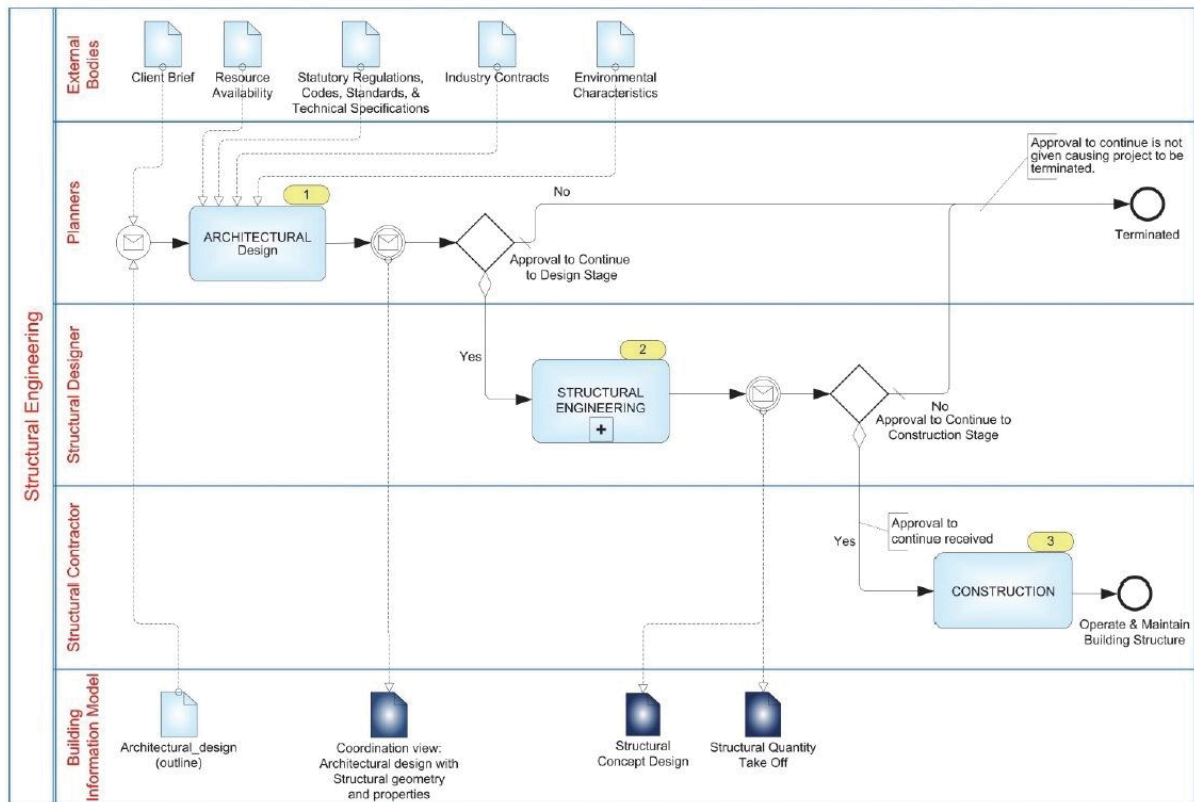 Structural Engineering
External
Bodies
Client Brief
Resource
Availability
Statutory Regulations,
Codes, Standards, &
Technical Specifications
Industry Contracts
Environmental
Characteristics
Planners
1
ARCHITECTURAL
Design
No
Approval to Continue
to Design Stage
Approval to continue is not
given causing project to be
terminated.
Terminated
Structural Designer
Yes
2
STRUCTURAL
ENGINEERING
+
No
Approval to Continue to
Construction Stage
Structural Contractor
Yes
Approval to
continue received
3
CONSTRUCTION
Operate & Maintain
Building Structure
Building
Information Model
Architectural_design
(outline)
Coordination view:
Architectural design with
Structural geometry
and properties
Structural
Concept Design
Structural Quantity
Take Off